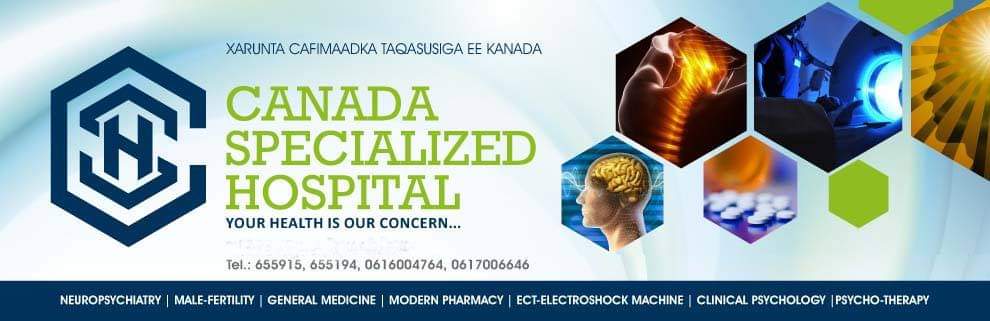 XARUNTA CAFIMAADKA TAQASUSIGA EE KANADA
CSH
CANADA
SPECIALIZED
HOSPITAL
YOUR HEALTH IS OUR CONCERN...
Tel.: 655915, 655194, 0616004764, 0617006646
NEUROPSYCHIATRY | MALE-FERTILITY | GENERAL MEDICINE | MODERN PHARMACY | ECT-ELECTROSHOCK MACHINE | CLINICAL PSYCHOLOGY |PSYCHO-THERAPY